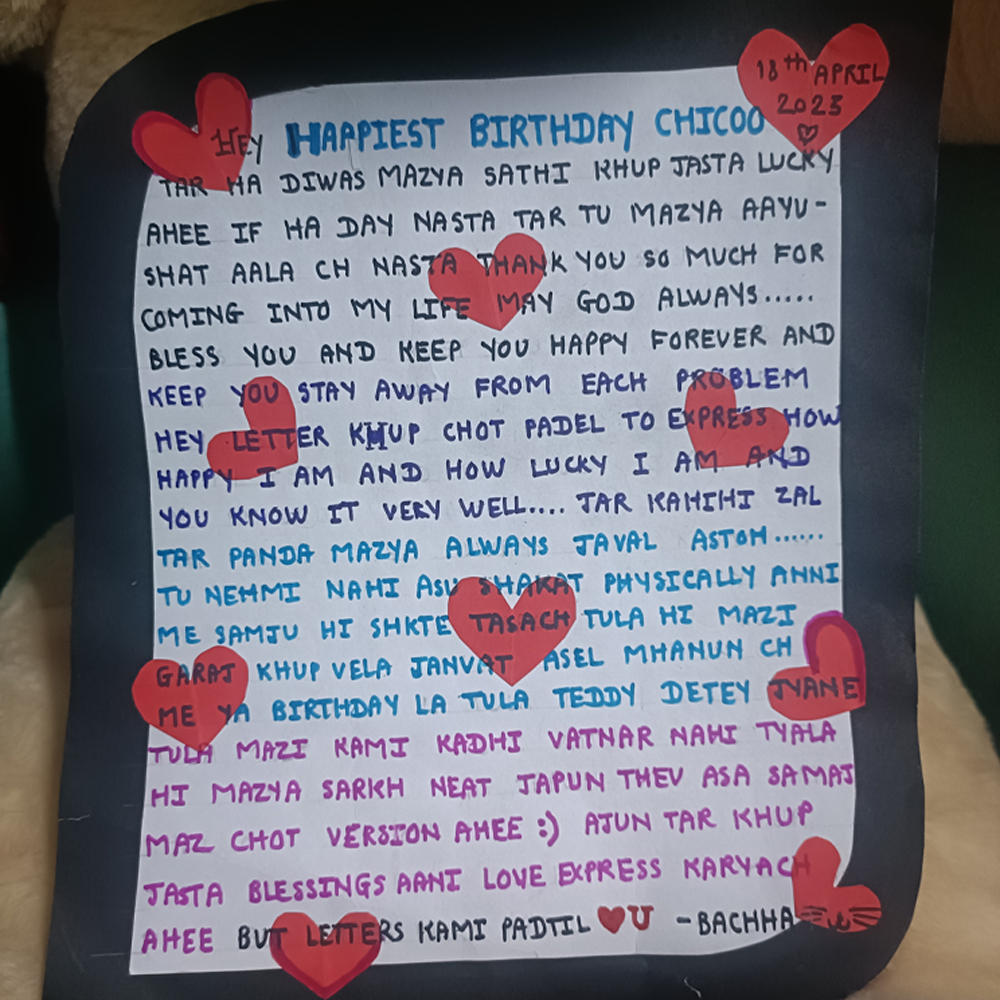 18th APRIL
2023
HEY HAPPIEST BIRTHDAY CHICOO
TAR HA DIWAS MAZYA SATHI KHUP JASTA LUCKY
AHEE IF HA DAY NASTA TAR TU MAZYA AAYU-
SHAT AALA CH NASTA THANK YOU SO MUCH FOR
COMING INTO MY LIFE MAY GOD ALWAYS.....
BLESS YOU AND KEEP YOU HAPPY FOREVER AND
KEEP YOU STAY AWAY FROM EACH PROBLEM
HEY LETTER KHUP CHOT PADEL TO EXPRESS HOW
HAPPY I AM AND HOW LUCKY I AM AND
YOU KNOW IT VERY WELL.... JAR KAHIHI ZAL
TAR PANDA MAZYA ALWAYS JAVAL ASTOH......
TU NEHMI NAHI ASU SHAKAT PHYSICALLY ANNI
ME SAMJU HI SHKTE TASACH TULA HI MAZI
GARAJ KHUP VELA JANVAT ASEL MHANUN CH
ME YA BIRTHDAY LA TULA TEDDY DETEY JYANE
TULA MAZI KAMI KADHI VATNAR NAHI TYALA
HI MAZYA SARKH NEAT JAPUN THEV ASA SAMAJ
MAZ CHOT VERSION AHEE :) AJUN TAR KHUP
JASTA BLESSINGS AANI LOVE EXPRESS KARYACH
AHEE BUT LETTERS KAMI PADTIL ❤U -BACHHA